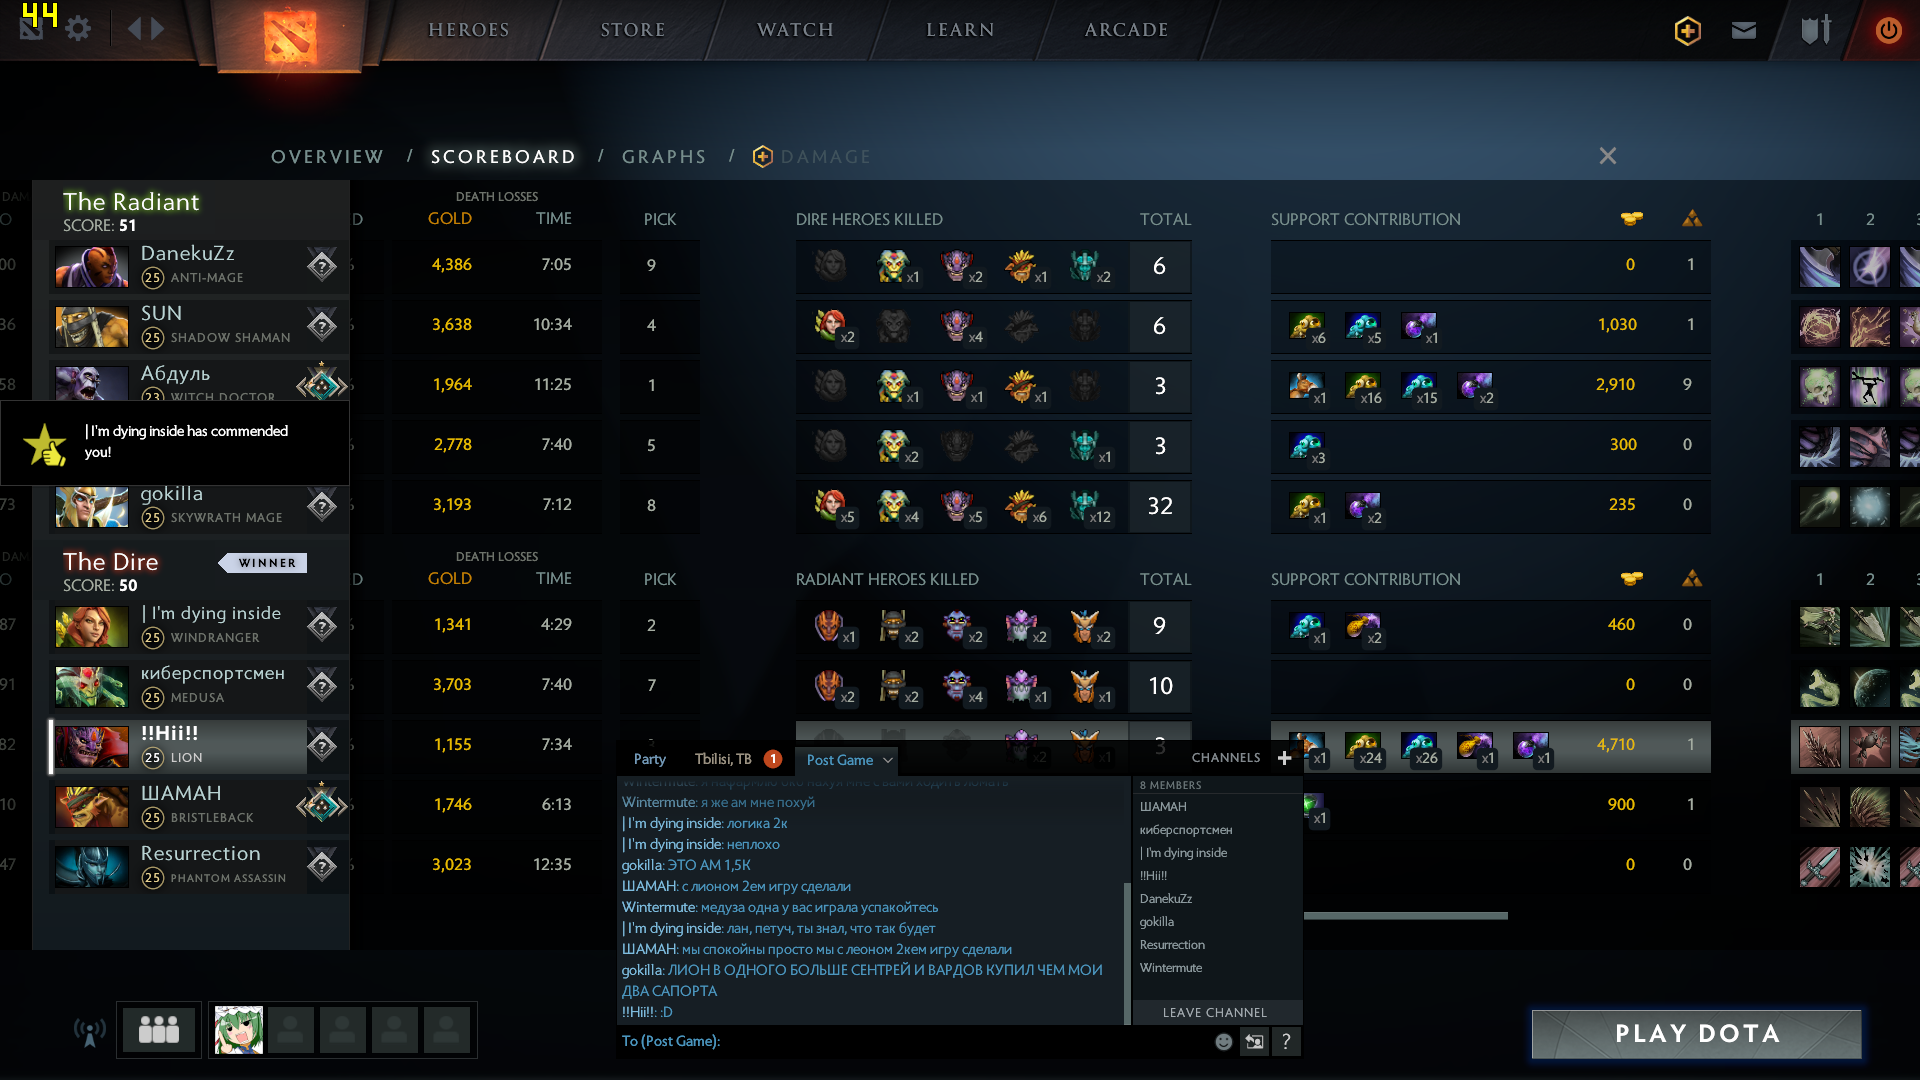 44
HEROES
STORE
WATCH
LEARN
ARCADE
OVERVIEW / SCOREBOARD / GRAPHS / DAMAGE
The Radiant
SCORE: 51
DEATH LOSSES
GOLD TIME PICK DIRE HEROES KILLED TOTAL SUPPORT CONTRIBUTION 1 2
DanekuZz
25 ANTI-MAGE
4,386 7:05 9 x1 x2 x1 x2 6 0 1
SUN
25 SHADOW SHAMAN
3,638 10:34 4 x2 x4 6 x6 x5 x1 1,030 1
Абдуль
23 WITCH DOCTOR
1,964 11:25 1 x1 x1 x1 3 x1 x16 x15 x2 2,910 9
| I'm dying inside has commended
you!
2,778 7:40 5 x2 x1 3 x3 300 0
gokilla
25 SKYWRATH MAGE
3,193 7:12 8 x5 x4 x5 x6 x12 32 x1 x2 235 0
The Dire
WINNER
SCORE: 50
DEATH LOSSES
GOLD TIME PICK RADIANT HEROES KILLED TOTAL SUPPORT CONTRIBUTION 1 2
| I'm dying inside
25 WINDRANGER
1,341 4:29 2 x1 x2 x2 x2 x2 9 x1 x2 460 0
киберспортсмен
25 MEDUSA
3,703 7:40 7 x2 x2 x4 x1 x1 10 0 0
!!Hii!!
25 LION
1,155 7:34 3 x2 x1 3 x1 x24 x26 x1 x1 4,710 1
ШАМАН
25 BRISTLEBACK
1,746 6:13 x1 900 1
Resurrection
25 PHANTOM ASSASSIN
3,023 12:35 0 0
Party Tbilisi, TB 1 Post Game CHANNELS +
Wintermute: я же ам мне похуй
| I'm dying inside: логика 2к
| I'm dying inside: неплохо
gokilla: ЭТО АМ 1,5К
ШАМАН: с лионом 2ем игру сделали
Wintermute: медуза одна у вас играла успакойтесь
| I'm dying inside: лан, петуч, ты знал, что так будет
ШАМАН: мы спокойны просто мы с леоном 2кем игру сделали
gokilla: ЛИОН В ОДНОГО БОЛЬШЕ СЕНТРЕЙ И ВАРДОВ КУПИЛ ЧЕМ МОИ
ДВА САПОРТА
!!Hii!!: :D
To (Post Game):
8 MEMBERS
ШАМАН
киберспортсмен
| I'm dying inside
!!Hii!!
DanekuZz
gokilla
Resurrection
Wintermute
LEAVE CHANNEL
?
PLAY DOTA